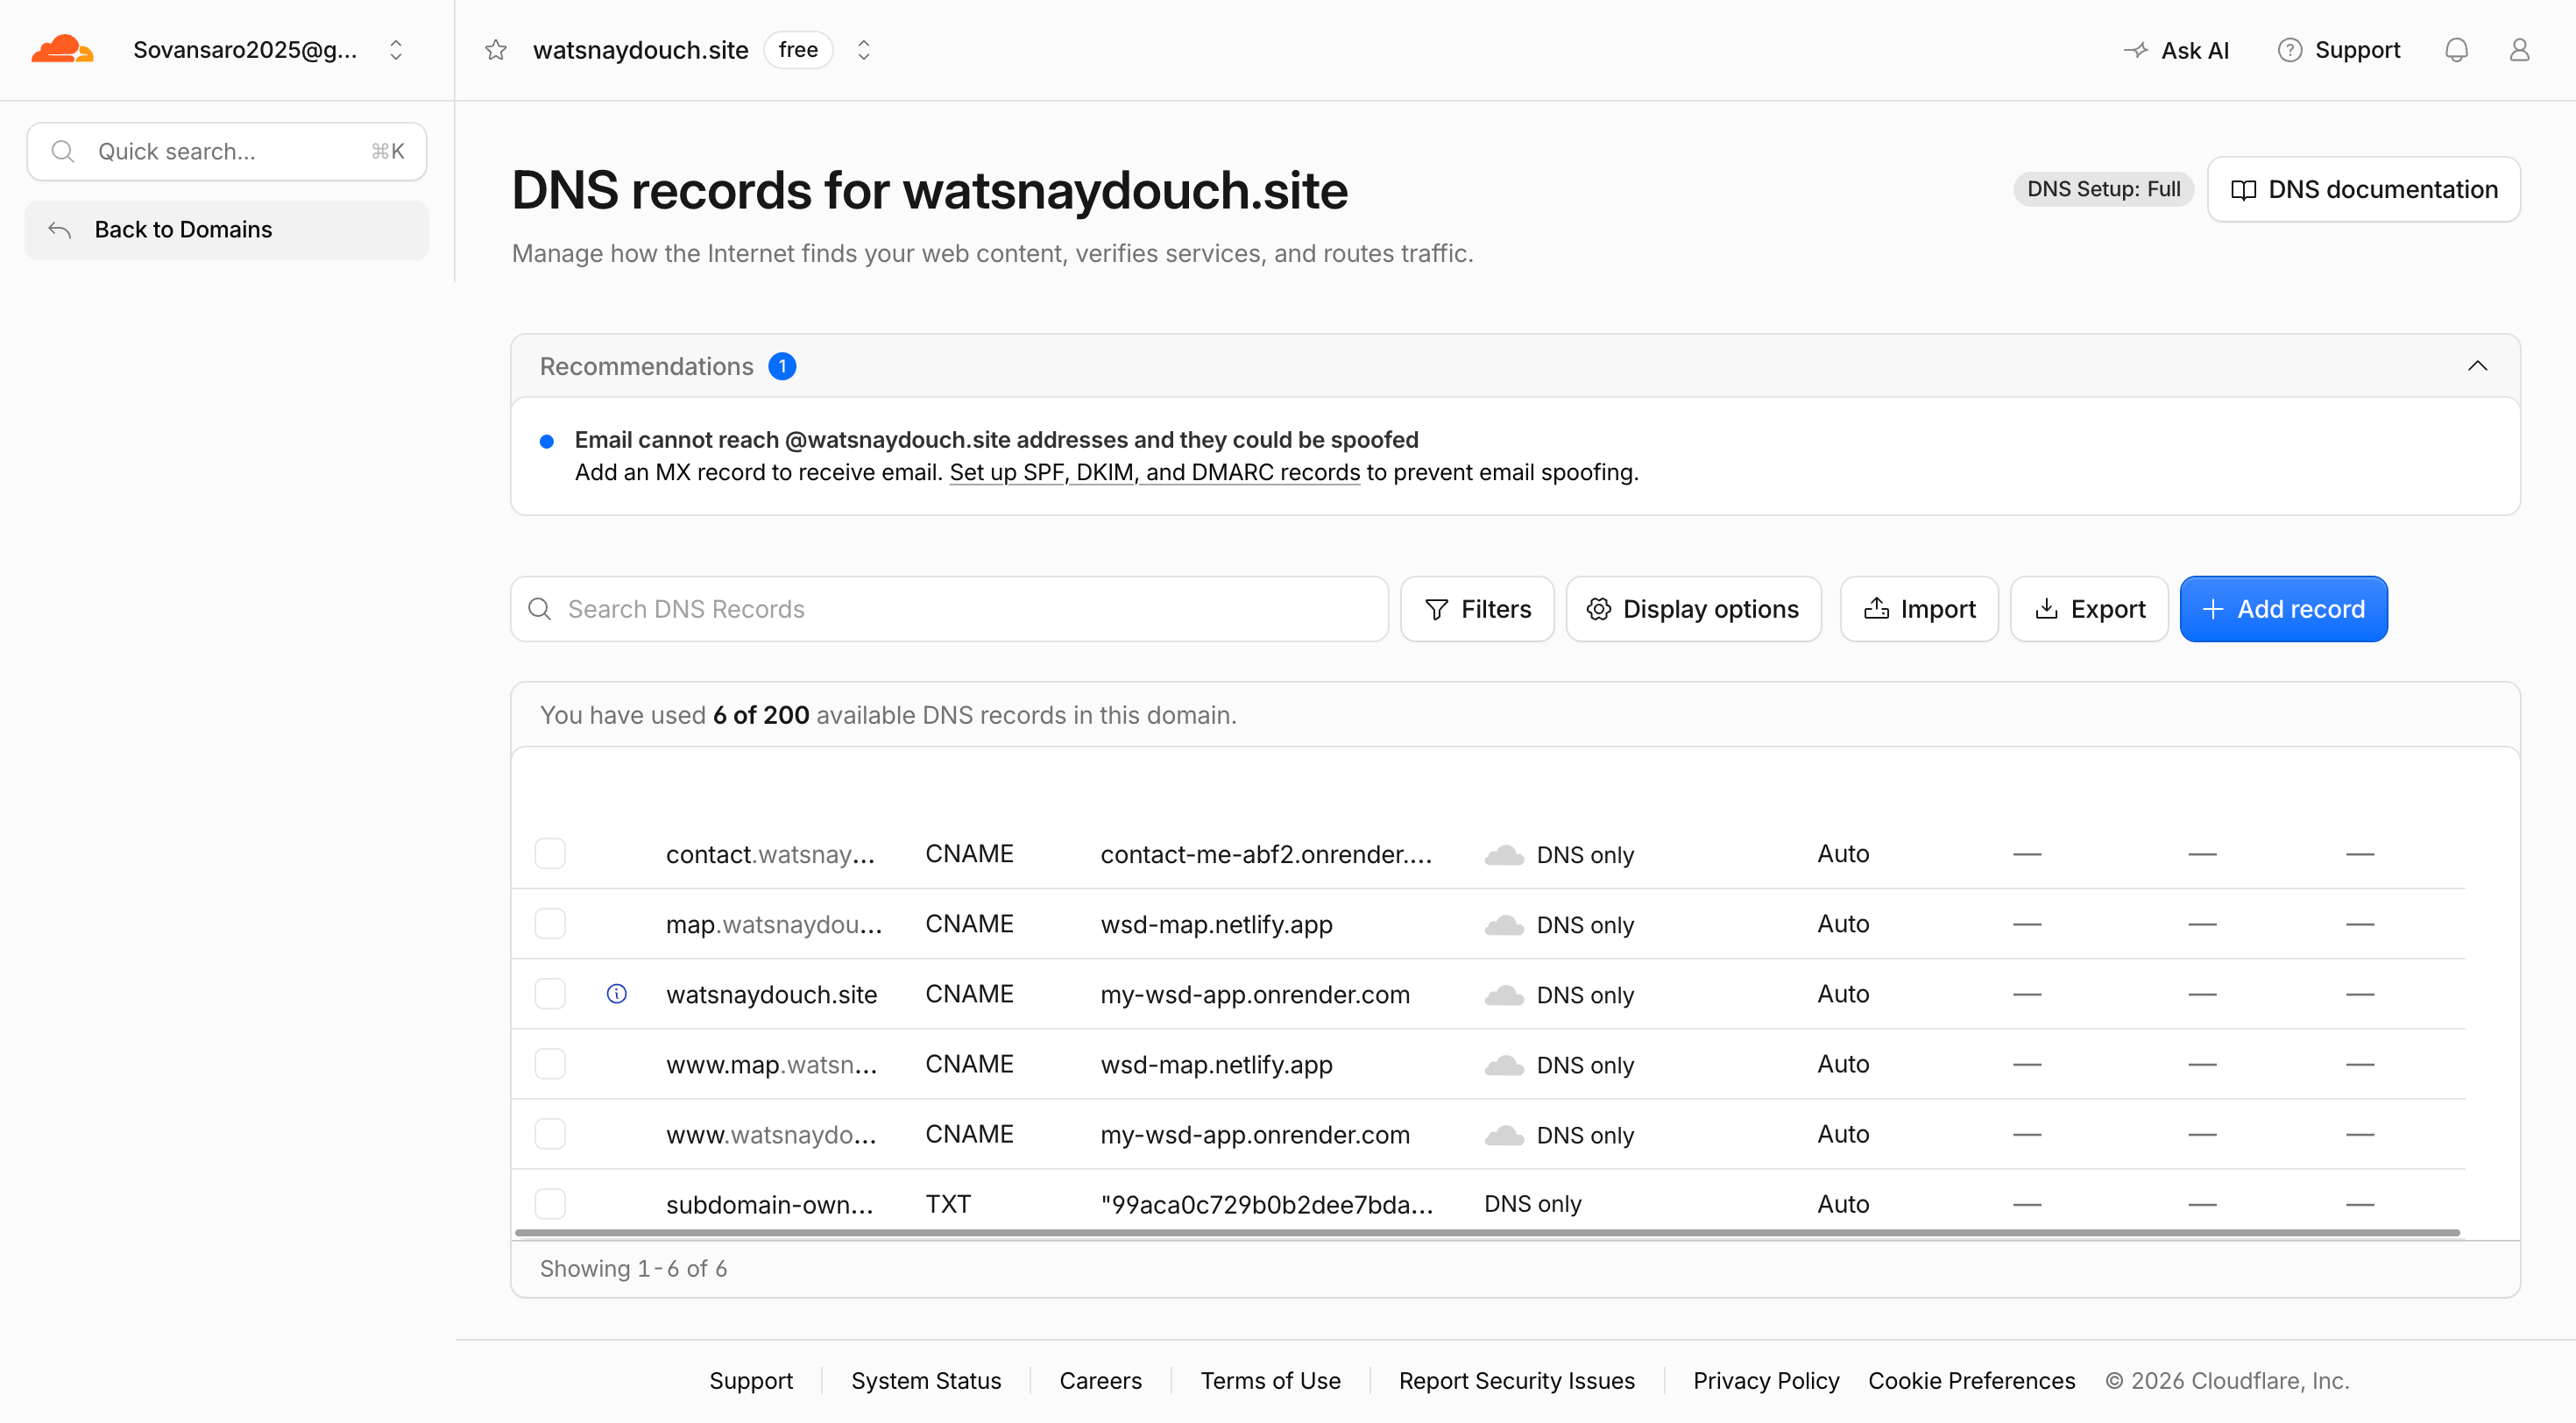 Sovansaro2025@g...
watsnaydouch.site free
Ask AI
Support
Quick search... ⌘K
Back to Domains
DNS records for watsnaydouch.site
DNS Setup: Full
DNS documentation
Manage how the Internet finds your web content, verifies services, and routes traffic.
Recommendations 1
Email cannot reach @watsnaydouch.site addresses and they could be spoofed
Add an MX record to receive email. Set up SPF, DKIM, and DMARC records to prevent email spoofing.
Search DNS Records
Filters
Display options
Import
Export
Add record
You have used 6 of 200 available DNS records in this domain.
contact.watsnay... CNAME contact-me-abf2.onrender.... DNS only Auto — — —
map.watsnaydou... CNAME wsd-map.netlify.app DNS only Auto — — —
watsnaydouch.site CNAME my-wsd-app.onrender.com DNS only Auto — — —
www.map.watsn... CNAME wsd-map.netlify.app DNS only Auto — — —
www.watsnaydo... CNAME my-wsd-app.onrender.com DNS only Auto — — —
subdomain-own... TXT "99aca0c729b0b2dee7bda... DNS only Auto — — —
Showing 1-6 of 6
Support System Status Careers Terms of Use Report Security Issues Privacy Policy Cookie Preferences © 2026 Cloudflare, Inc.